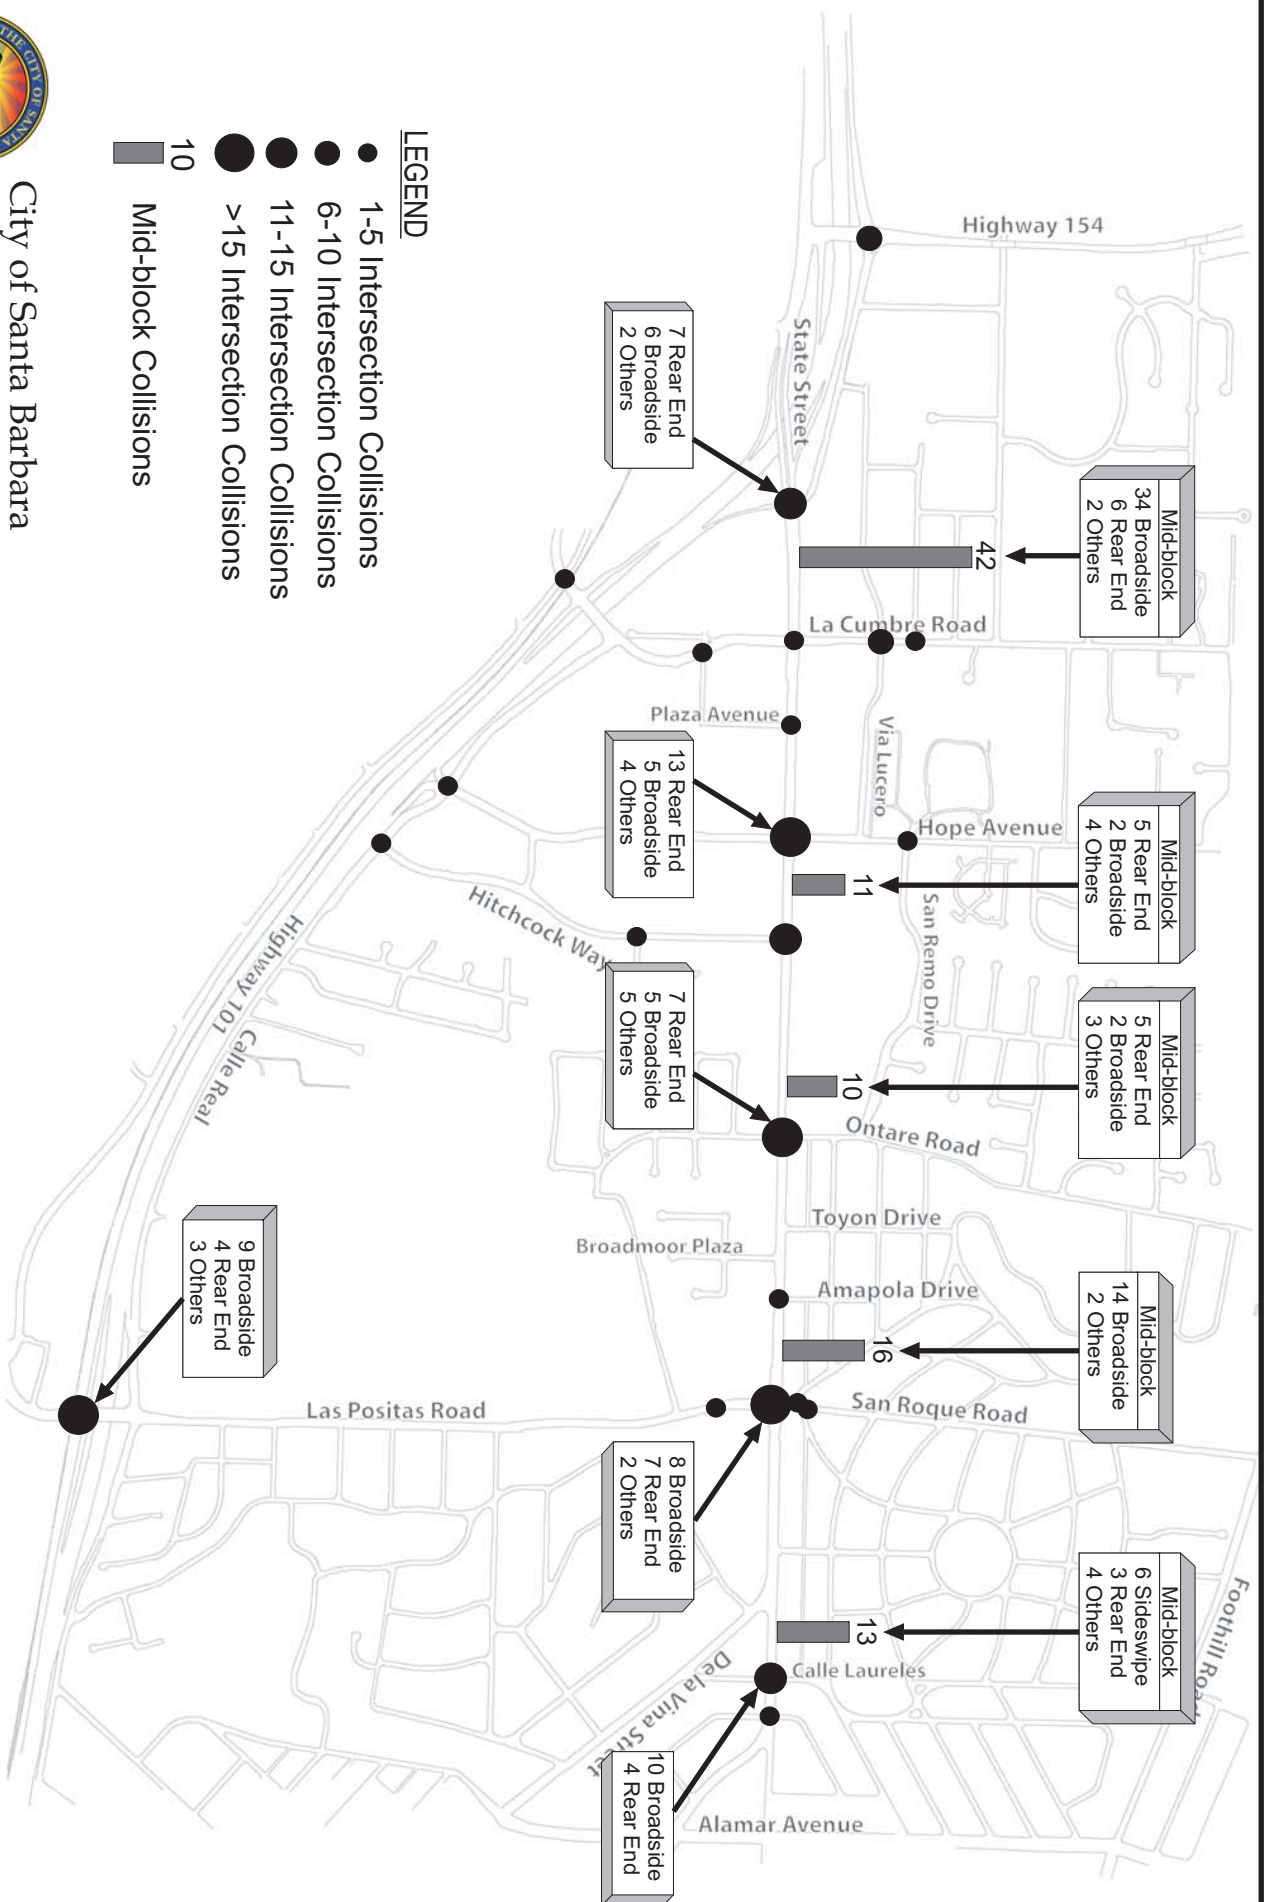 Highway 154
State Street
7 Rear End
6 Broadside
2 Others
Mid-block
34 Broadside
6 Rear End
2 Others
42
La Cumbre Road
Plaza Avenue
Via Lucero
13 Rear End
5 Broadside
4 Others
Hope Avenue
Mid-block
5 Rear End
2 Broadside
4 Others
11
San Remo Drive
Hitchcock Way
Highway 101
Calle Real
7 Rear End
5 Broadside
5 Others
Mid-block
5 Rear End
2 Broadside
3 Others
10
Ontare Road
Toyon Drive
Broadmoor Plaza
Amapola Drive
Mid-block
14 Broadside
2 Others
16
9 Broadside
4 Rear End
3 Others
Las Positas Road
San Roque Road
8 Broadside
7 Rear End
2 Others
Mid-block
6 Sideswipe
3 Rear End
4 Others
13
Foothill Road
Calle Laureles
De la Vina Street
10 Broadside
4 Rear End
Alamar Avenue
LEGEND
1-5 Intersection Collisions
6-10 Intersection Collisions
11-15 Intersection Collisions
>15 Intersection Collisions
10
Mid-block Collisions
THE CITY OF SANTA
City of Santa Barbara